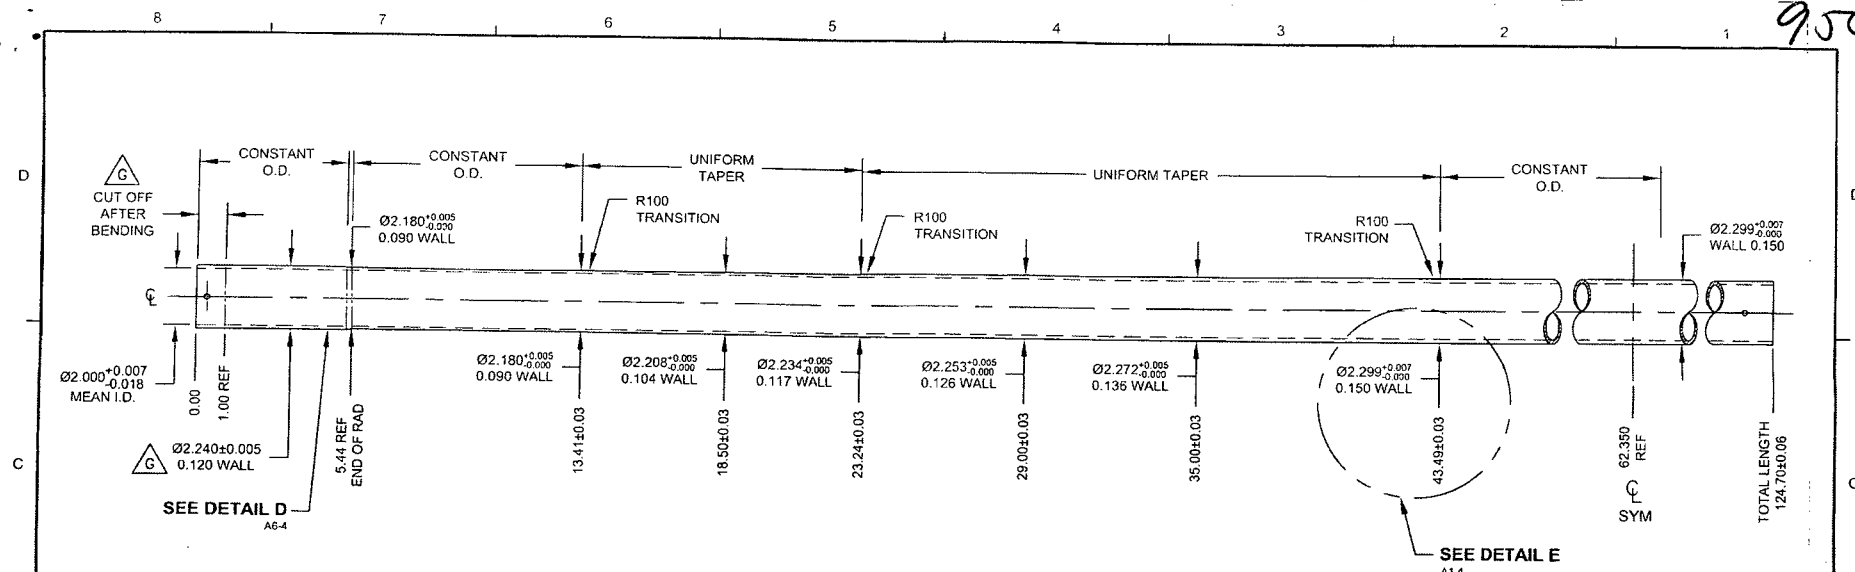 8 7 6 5 4 3 2 1
950
D
G
CUT OFF
AFTER
BENDING
CONSTANT
O.D.
CONSTANT
O.D.
UNIFORM
TAPER
UNIFORM TAPER
CONSTANT
O.D.
Ø2.180+0.005-0.000
0.090 WALL
R100
TRANSITION
R100
TRANSITION
R100
TRANSITION
Ø2.299+0.007-0.000
WALL 0.150
℄
Ø2.000+0.007-0.018
MEAN I.D.
0.00
1.00 REF
G
Ø2.240±0.005
0.120 WALL
5.44 REF
END OF RAD
Ø2.180+0.005-0.000
0.090 WALL
13.41±0.03
Ø2.208+0.005-0.000
0.104 WALL
18.50±0.03
Ø2.234+0.005-0.000
0.117 WALL
23.24±0.03
Ø2.253+0.005-0.000
0.126 WALL
29.00±0.03
Ø2.272+0.005-0.000
0.136 WALL
35.00±0.03
Ø2.299+0.007-0.000
0.150 WALL
43.49±0.03
62.350
REF
℄
SYM
TOTAL LENGTH
124.70±0.06
C
SEE DETAIL D
A6-4
SEE DETAIL E